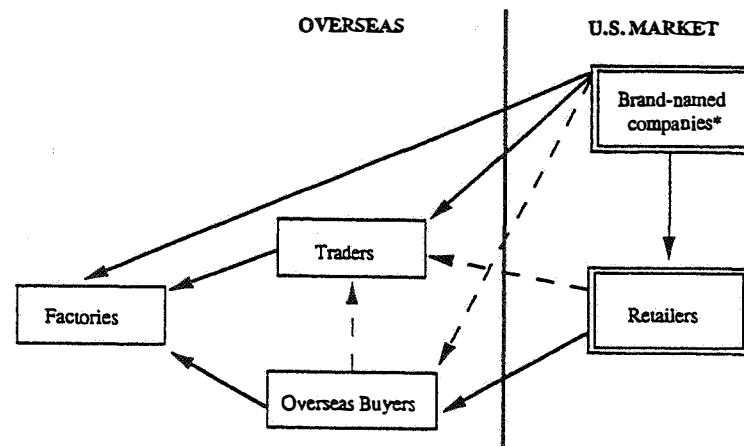 OVERSEAS
U.S. MARKET
Brand-named
companies*
Traders
Factories
Retailers
Overseas Buyers